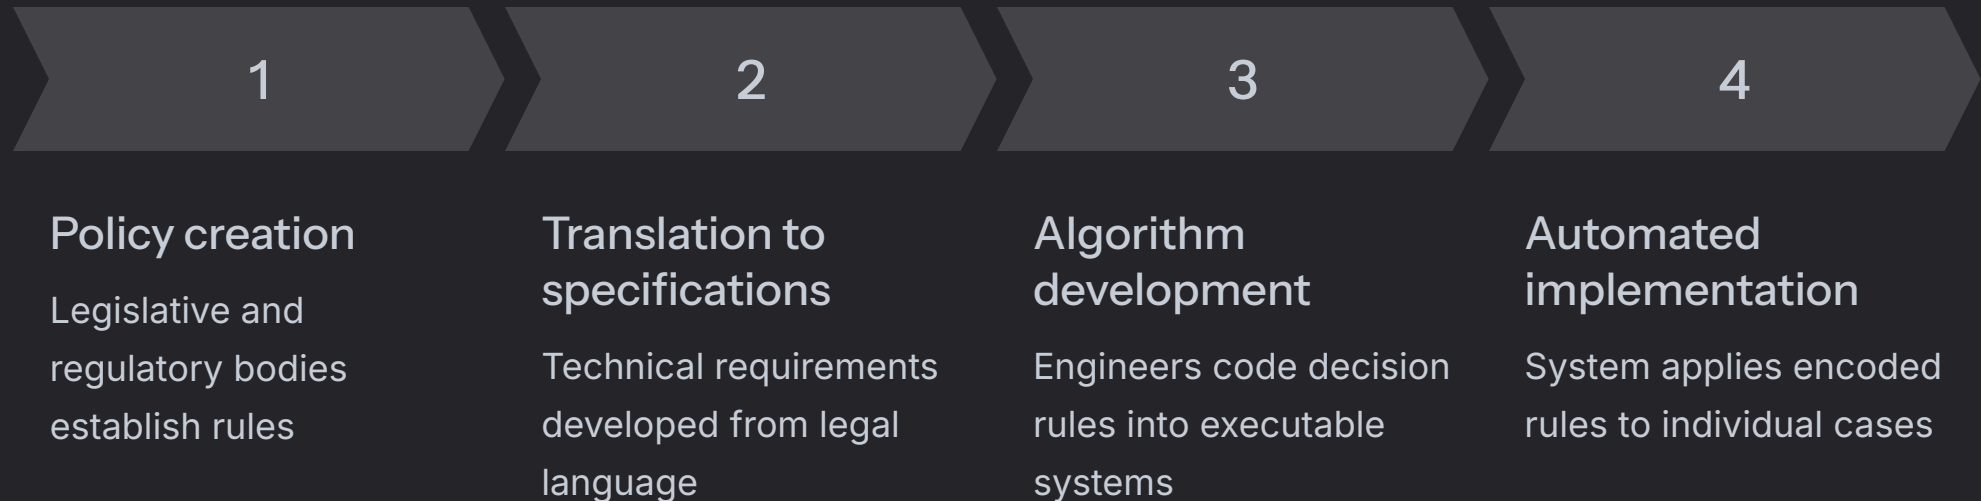 1
2
3
4
Policy creation
Legislative and
regulatory bodies
establish rules
Translation to
specifications
Technical requirements
developed from legal
language
Algorithm
development
Engineers code decision
rules into executable
systems
Automated
implementation
System applies encoded
rules to individual cases